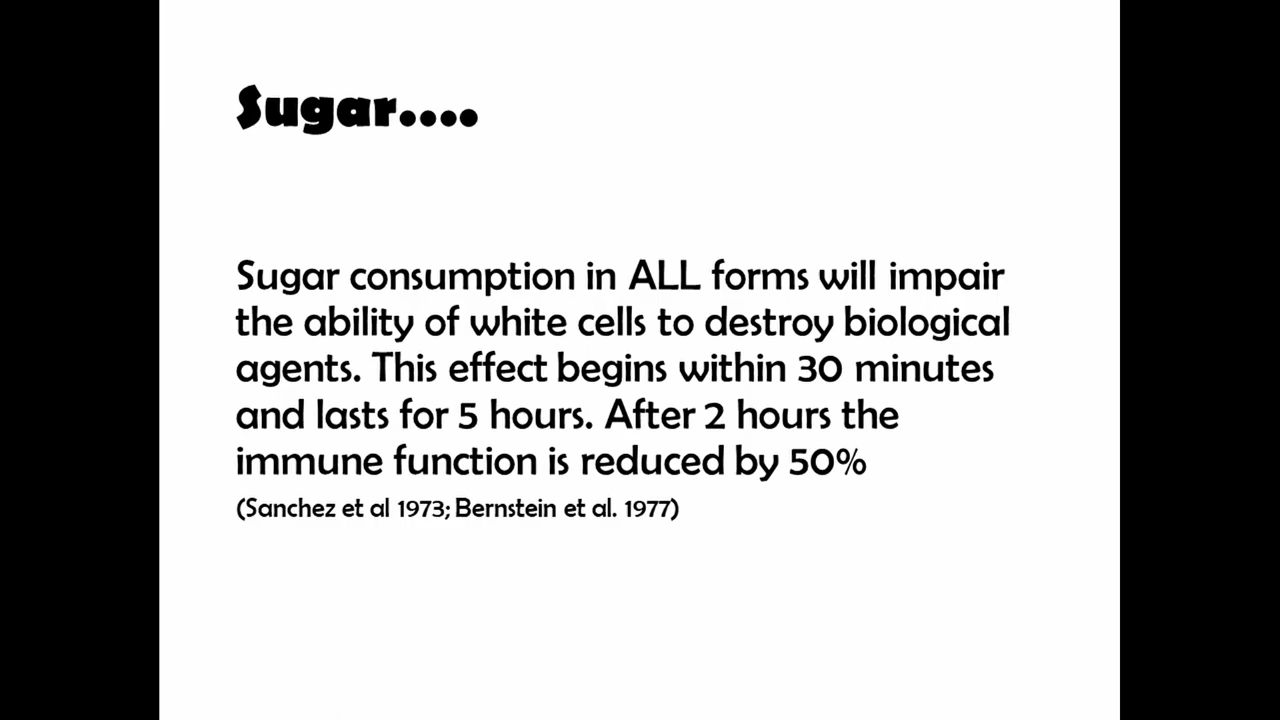 Sugar....
Sugar consumption in ALL forms will impair
the ability of white cells to destroy biological
agents. This effect begins within 30 minutes
and lasts for 5 hours. After 2 hours the
immune function is reduced by 50%
(Sanchez et al 1973; Bernstein et al. 1977)